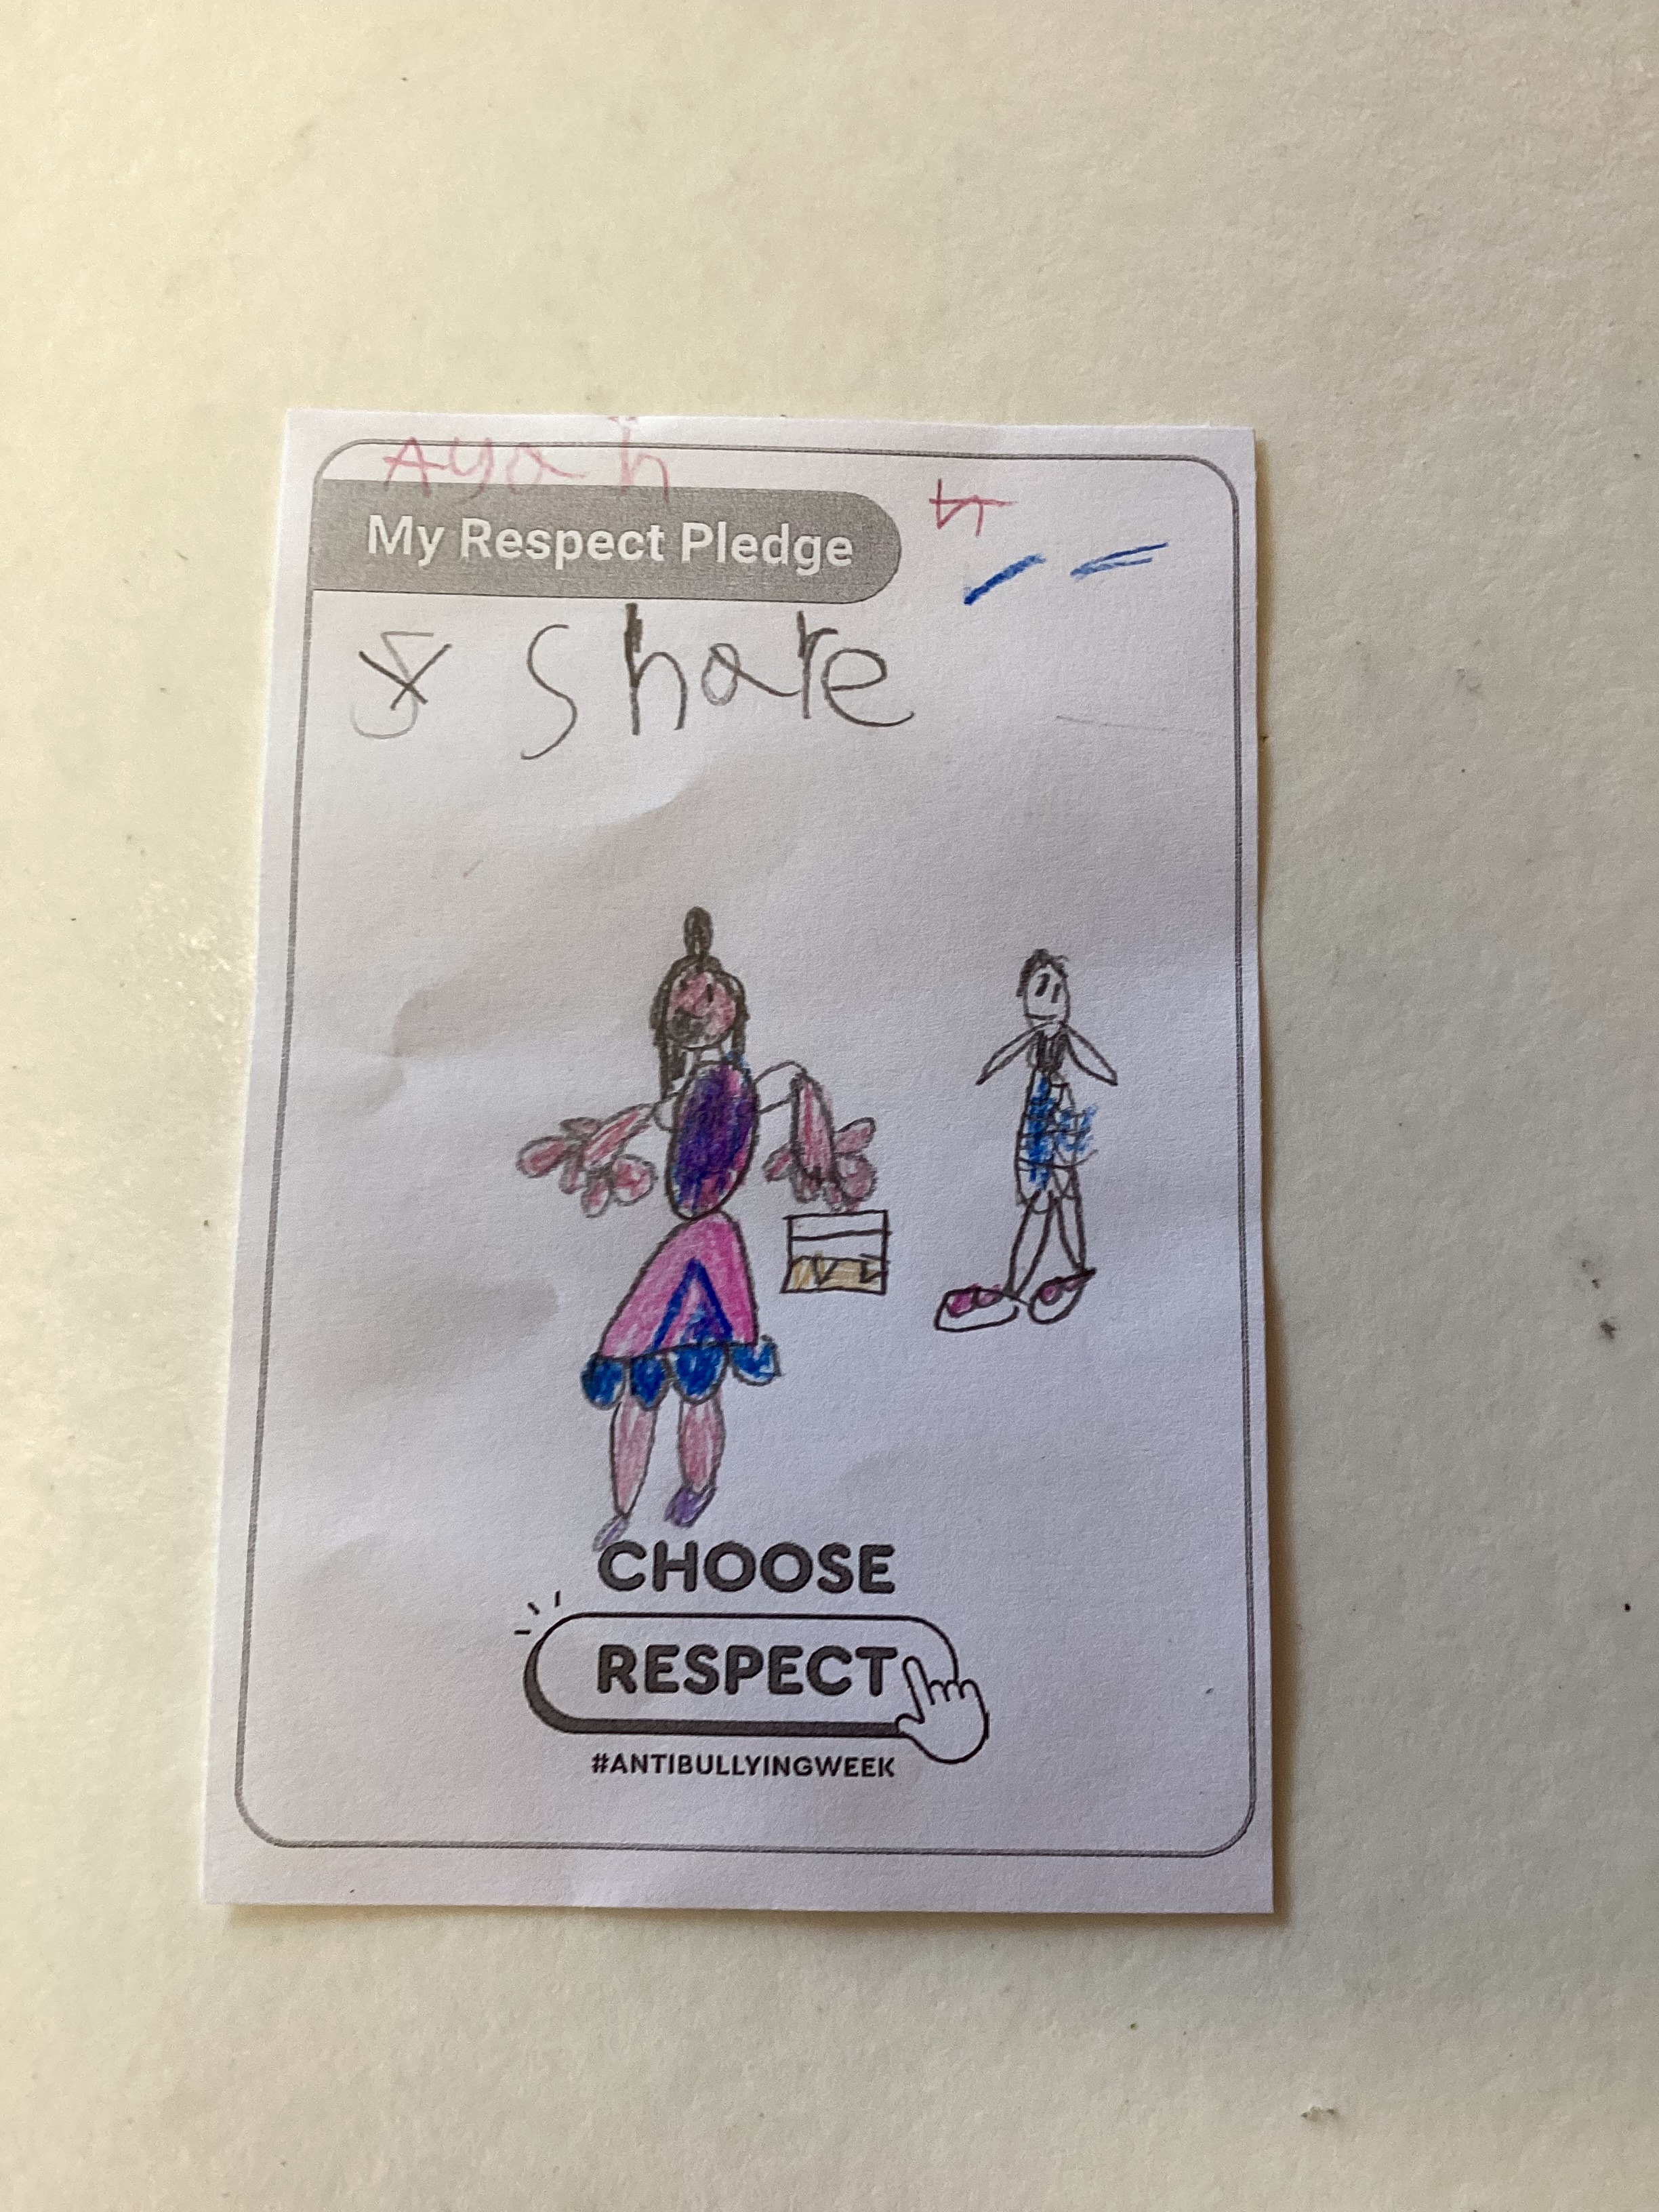 Ayah
My Respect Pledge
share
CHOOSE
RESPECT
#ANTIBULLYINGWEEK